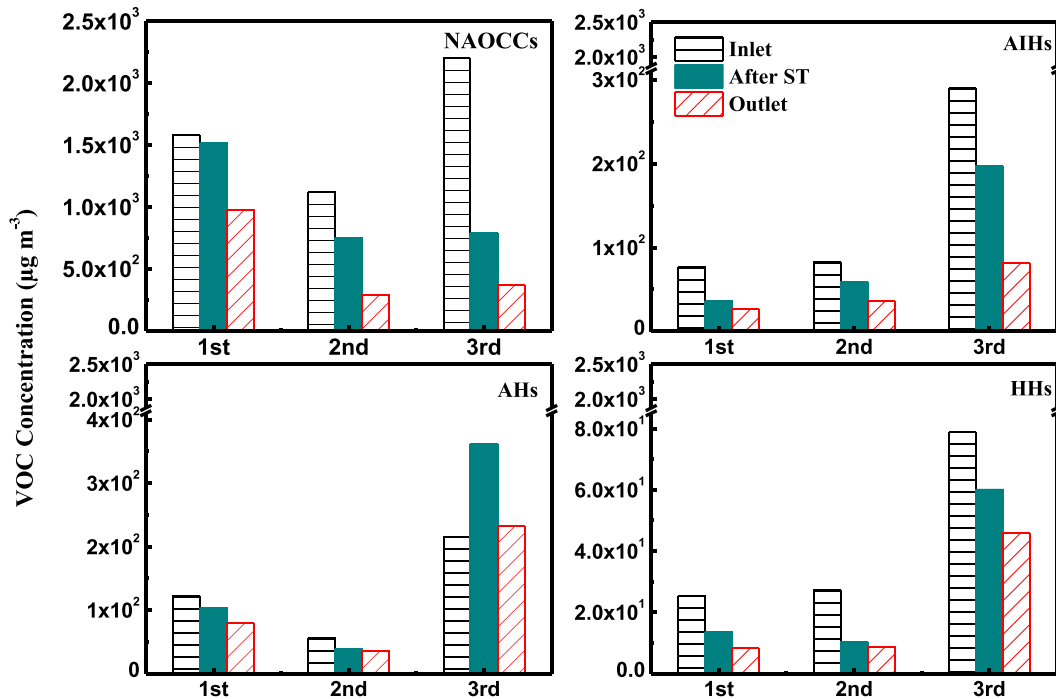 VOC Concentration (µg m⁻³)
NAOCCs
2.5x10³
2.0x10³
1.5x10³
1.0x10³
5.0x10²
0.0
1st 2nd 3rd
AlHs
Inlet
After ST
Outlet
2.5x10³
2.0x10³
3x10²
2x10²
1x10²
0
1st 2nd 3rd
AHs
2.5x10³
2.0x10³
4x10²
3x10²
2x10²
1x10²
0
1st 2nd 3rd
HHs
2.5x10³
2.0x10³
8.0x10¹
6.0x10¹
4.0x10¹
2.0x10¹
0.0
1st 2nd 3rd